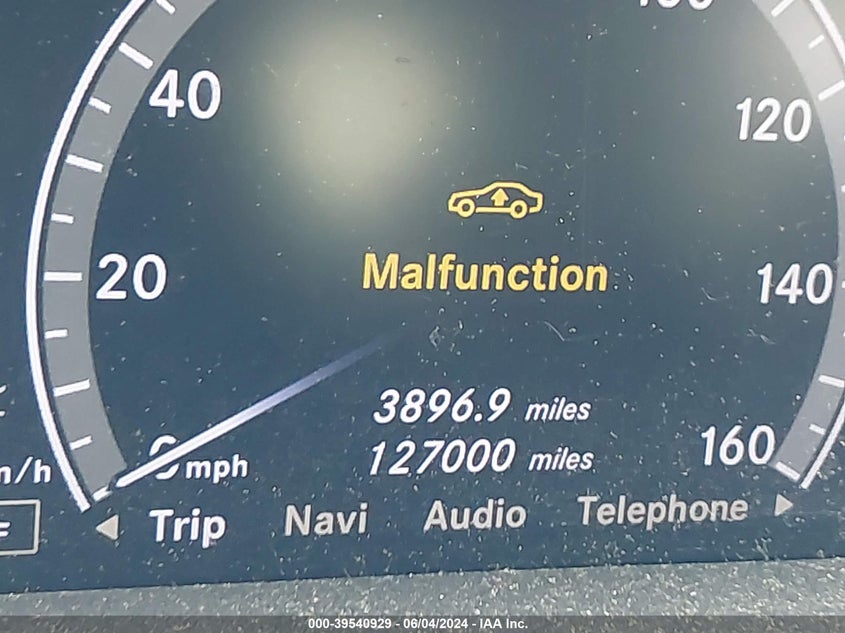 40
120
Malfunction
20
140
3896.9 miles
127000 miles
160
mph
Trip Navi Audio Telephone
000-39540929 - 06/04/2024 - IAA Inc.